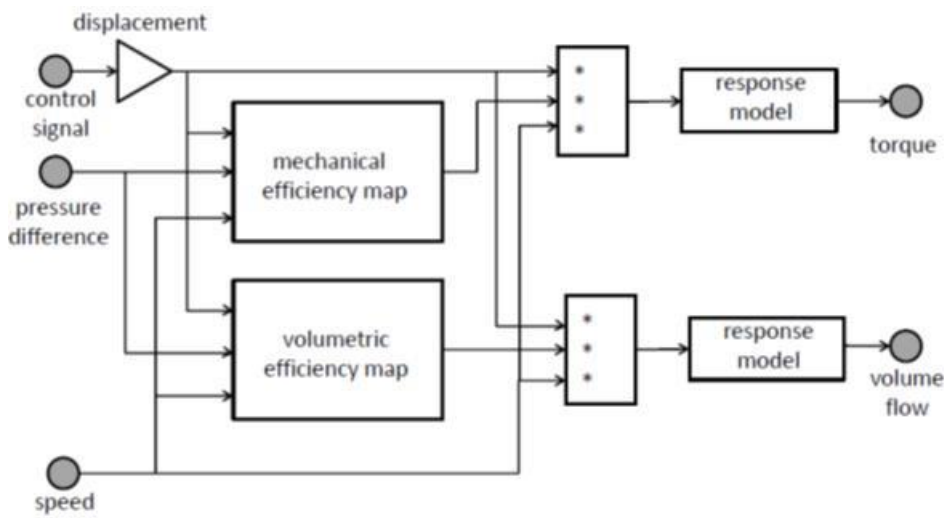 displacement
control
signal
pressure
difference
speed
mechanical
efficiency map
volumetric
efficiency map
*
*
*
*
*
*
response
model
torque
response
model
volume
flow